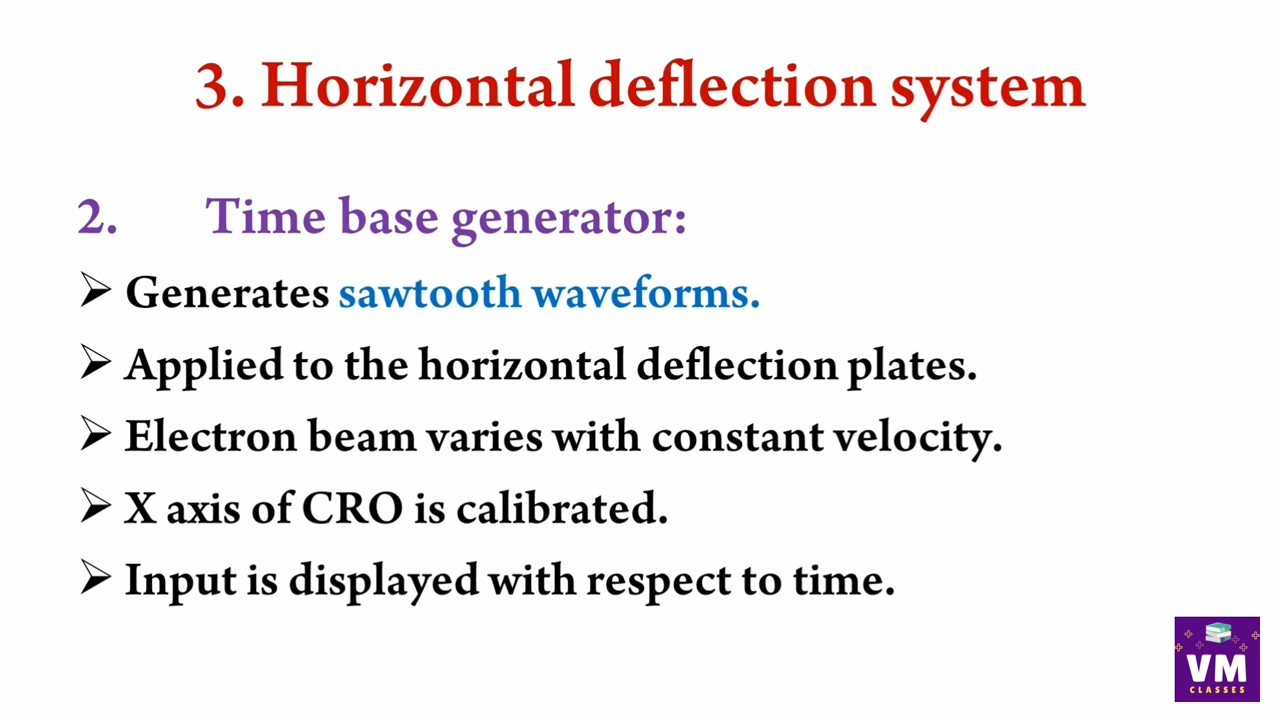 3. Horizontal deflection system
2. Time base generator:
➢ Generates sawtooth waveforms.
➢ Applied to the horizontal deflection plates.
➢ Electron beam varies with constant velocity.
➢ X axis of CRO is calibrated.
➢ Input is displayed with respect to time.
VM
CLASSES